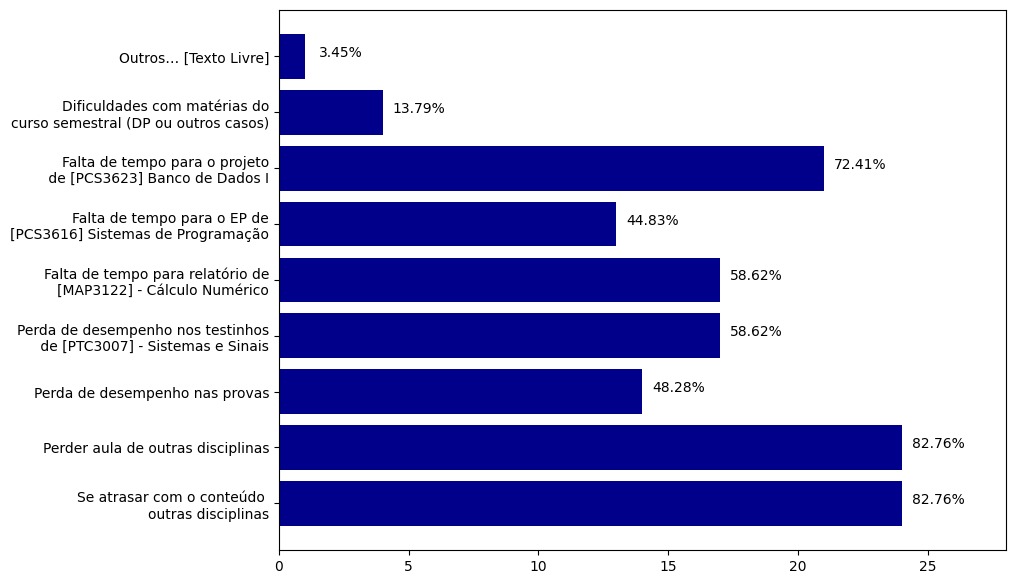 Outros... [Texto Livre]
3.45%
Dificuldades com matérias do
curso semestral (DP ou outros casos)
13.79%
Falta de tempo para o projeto
de [PCS3623] Banco de Dados I
72.41%
Falta de tempo para o EP de
[PCS3616] Sistemas de Programação
44.83%
Falta de tempo para relatório de
[MAP3122] - Cálculo Numérico
58.62%
Perda de desempenho nos testinhos
de [PTC3007] - Sistemas e Sinais
58.62%
Perda de desempenho nas provas
48.28%
Perder aula de outras disciplinas
82.76%
Se atrasar com o conteúdo
outras disciplinas
82.76%
0 5 10 15 20 25